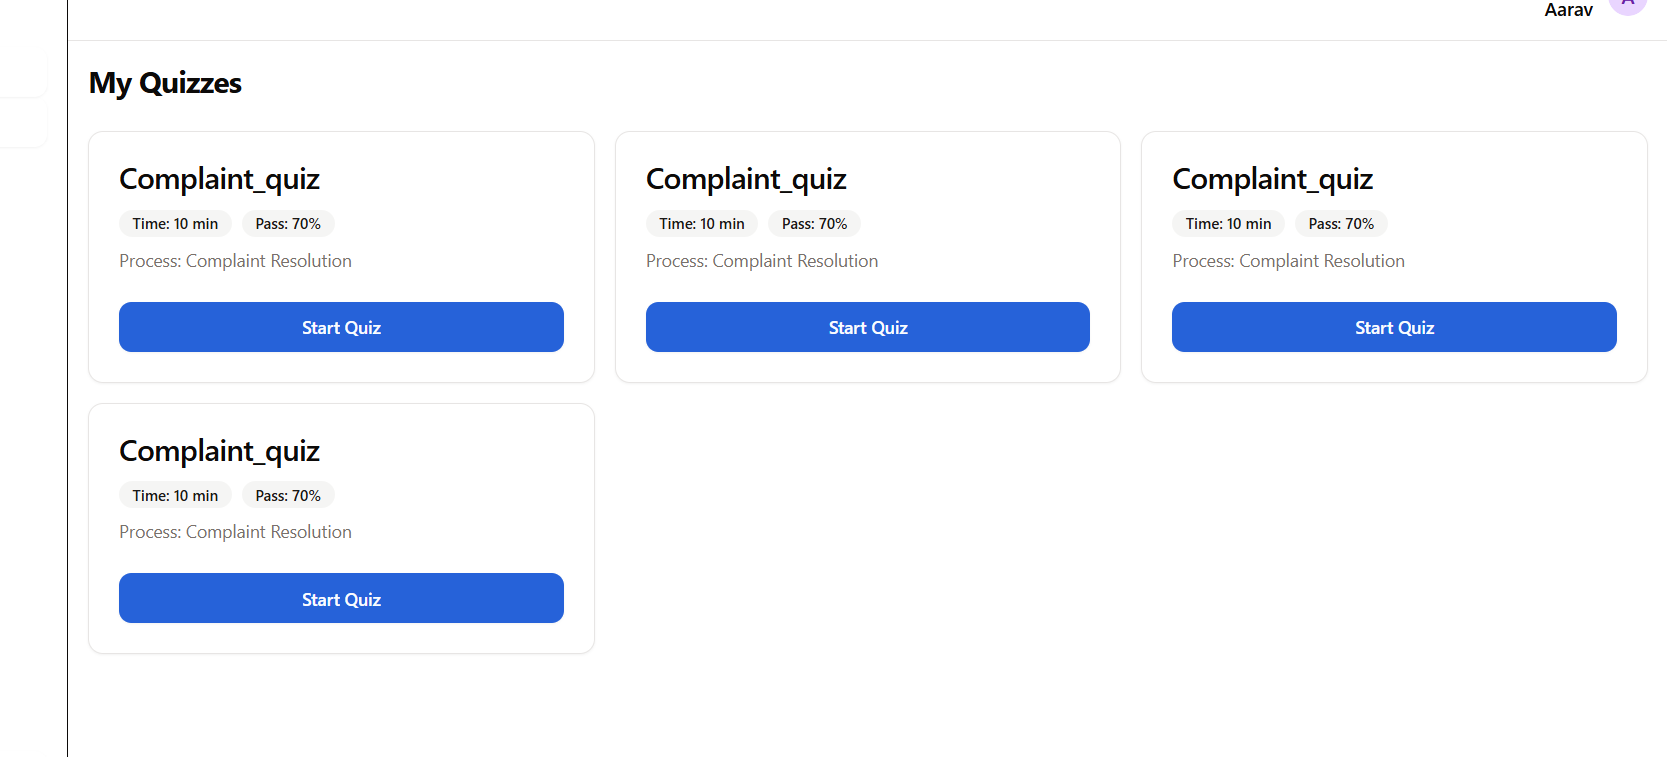 Aarav
My Quizzes
Complaint_quiz
Time: 10 min
Pass: 70%
Process: Complaint Resolution
Start Quiz
Complaint_quiz
Time: 10 min
Pass: 70%
Process: Complaint Resolution
Start Quiz
Complaint_quiz
Time: 10 min
Pass: 70%
Process: Complaint Resolution
Start Quiz
Complaint_quiz
Time: 10 min
Pass: 70%
Process: Complaint Resolution
Start Quiz